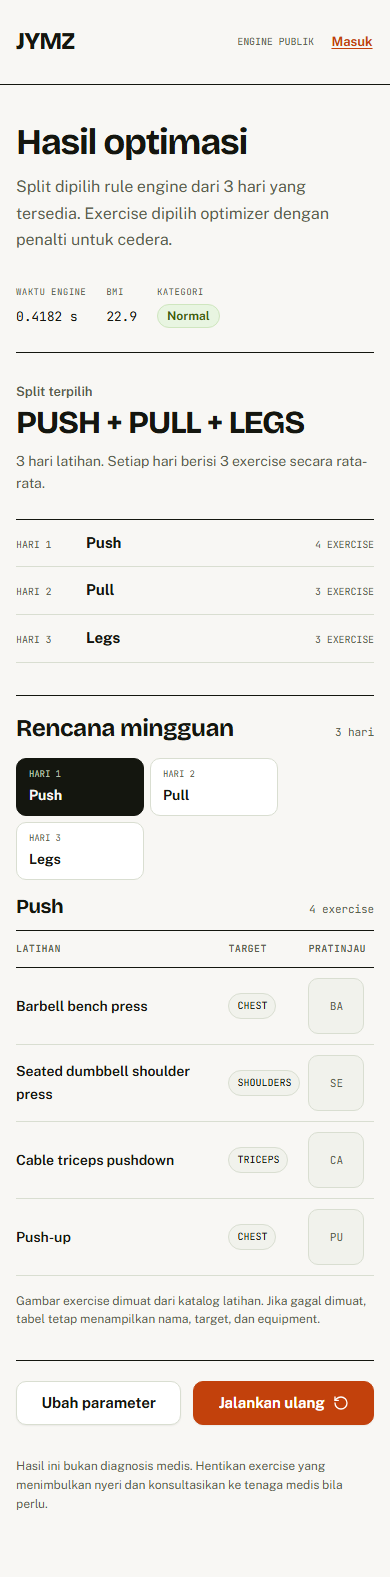 JYMZ
ENGINE PUBLIK Masuk
Hasil optimasi
Split dipilih rule engine dari 3 hari yang
tersedia. Exercise dipilih optimizer dengan
penalti untuk cedera.
WAKTU ENGINE BMI KATEGORI
0.4182 s 22.9 Normal
Split terpilih
PUSH + PULL + LEGS
3 hari latihan. Setiap hari berisi 3 exercise secara rata-
rata.
HARI 1 Push 4 EXERCISE
HARI 2 Pull 3 EXERCISE
HARI 3 Legs 3 EXERCISE
Rencana mingguan 3 hari
HARI 1 HARI 2
Push Pull
HARI 3
Legs
Push 4 exercise
LATIHAN TARGET PRATINJAU
Barbell bench press CHEST BA
Seated dumbbell shoulder
press SHOULDERS SE
Cable triceps pushdown TRICEPS CA
Push-up CHEST PU
Gambar exercise dimuat dari katalog latihan. Jika gagal dimuat,
tabel tetap menampilkan nama, target, dan equipment.
Ubah parameter Jalankan ulang
Hasil ini bukan diagnosis medis. Hentikan exercise yang
menimbulkan nyeri dan konsultasikan ke tenaga medis bila
perlu.